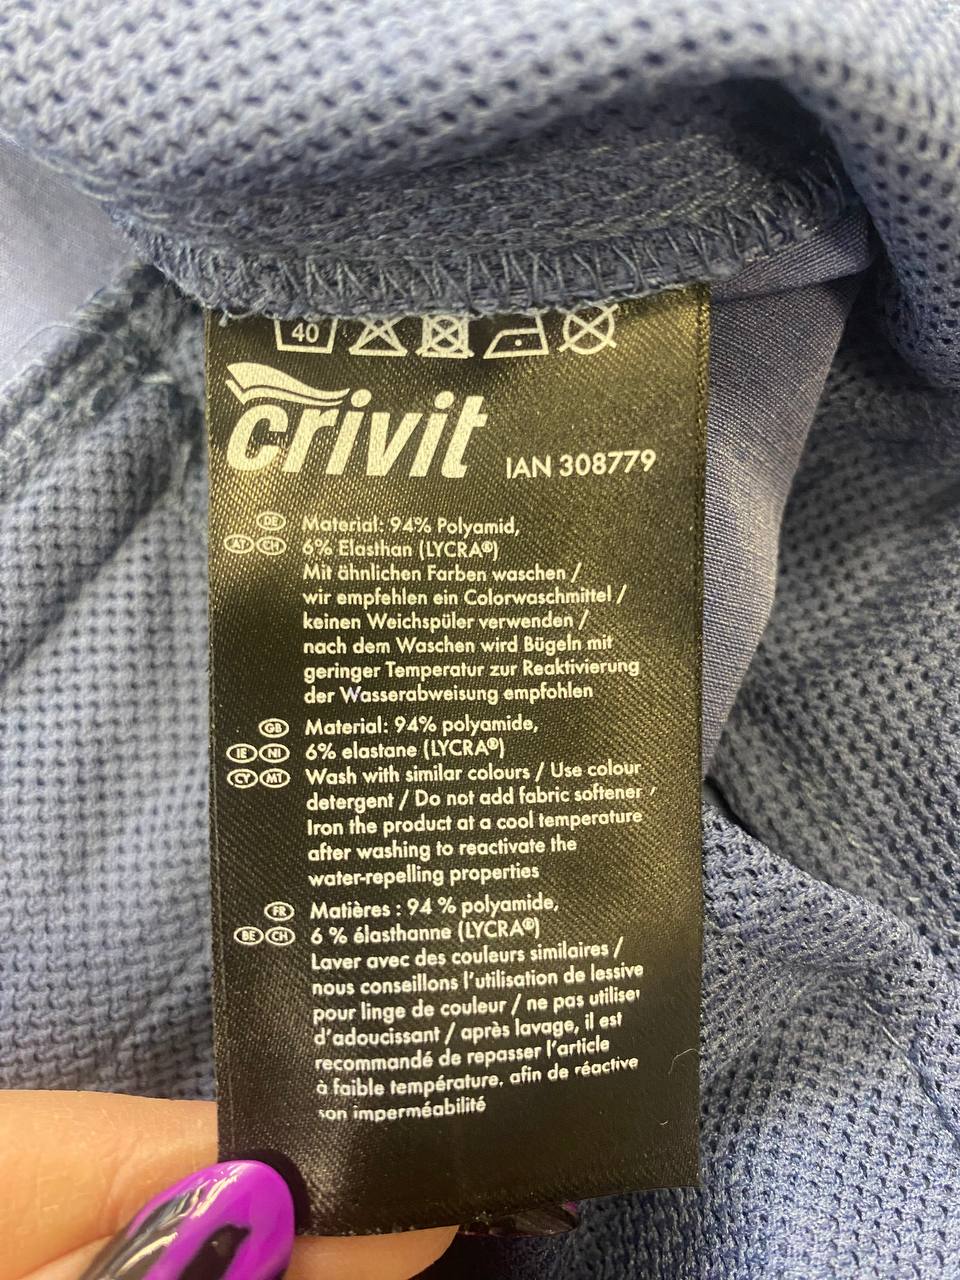 40
crivit
IAN 308779
DE Material: 94% Polyamid,
AT CH 6% Elasthan (LYCRA®)
Mit ähnlichen Farben waschen /
wir empfehlen ein Colorwaschmittel /
keinen Weichspüler verwenden /
nach dem Waschen wird Bügeln mit
geringer Temperatur zur Reaktivierung
der Wasserabweisung empfohlen
GB Material: 94% polyamide,
IE NI 6% elastane (LYCRA®)
CY MT Wash with similar colours / Use colour
detergent / Do not add fabric softener /
Iron the product at a cool temperature
after washing to reactivate the
water-repelling properties
FR Matières : 94 % polyamide,
BE CH 6 % élasthanne (LYCRA®)
Laver avec des couleurs similaires /
nous conseillons l'utilisation de lessive
pour linge de couleur / ne pas utiliser
d'adoucissant / après lavage, il est
recommandé de repasser l'article
à faible température, afin de réactive
son imperméabilité